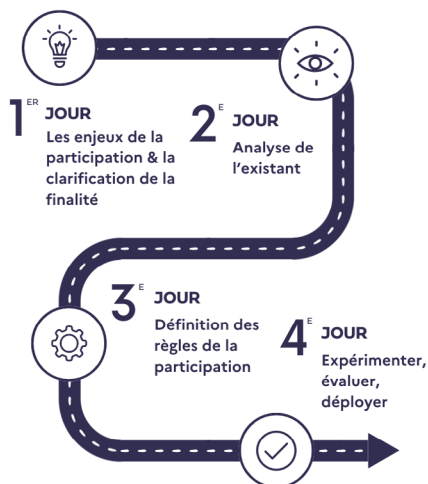 1ER JOUR
Les enjeux de la
participation & la
clarification de la
finalité
2E JOUR
Analyse de
l'existant
3E JOUR
Définition des
règles de la
participation
4E JOUR
Expérimenter,
évaluer,
déployer